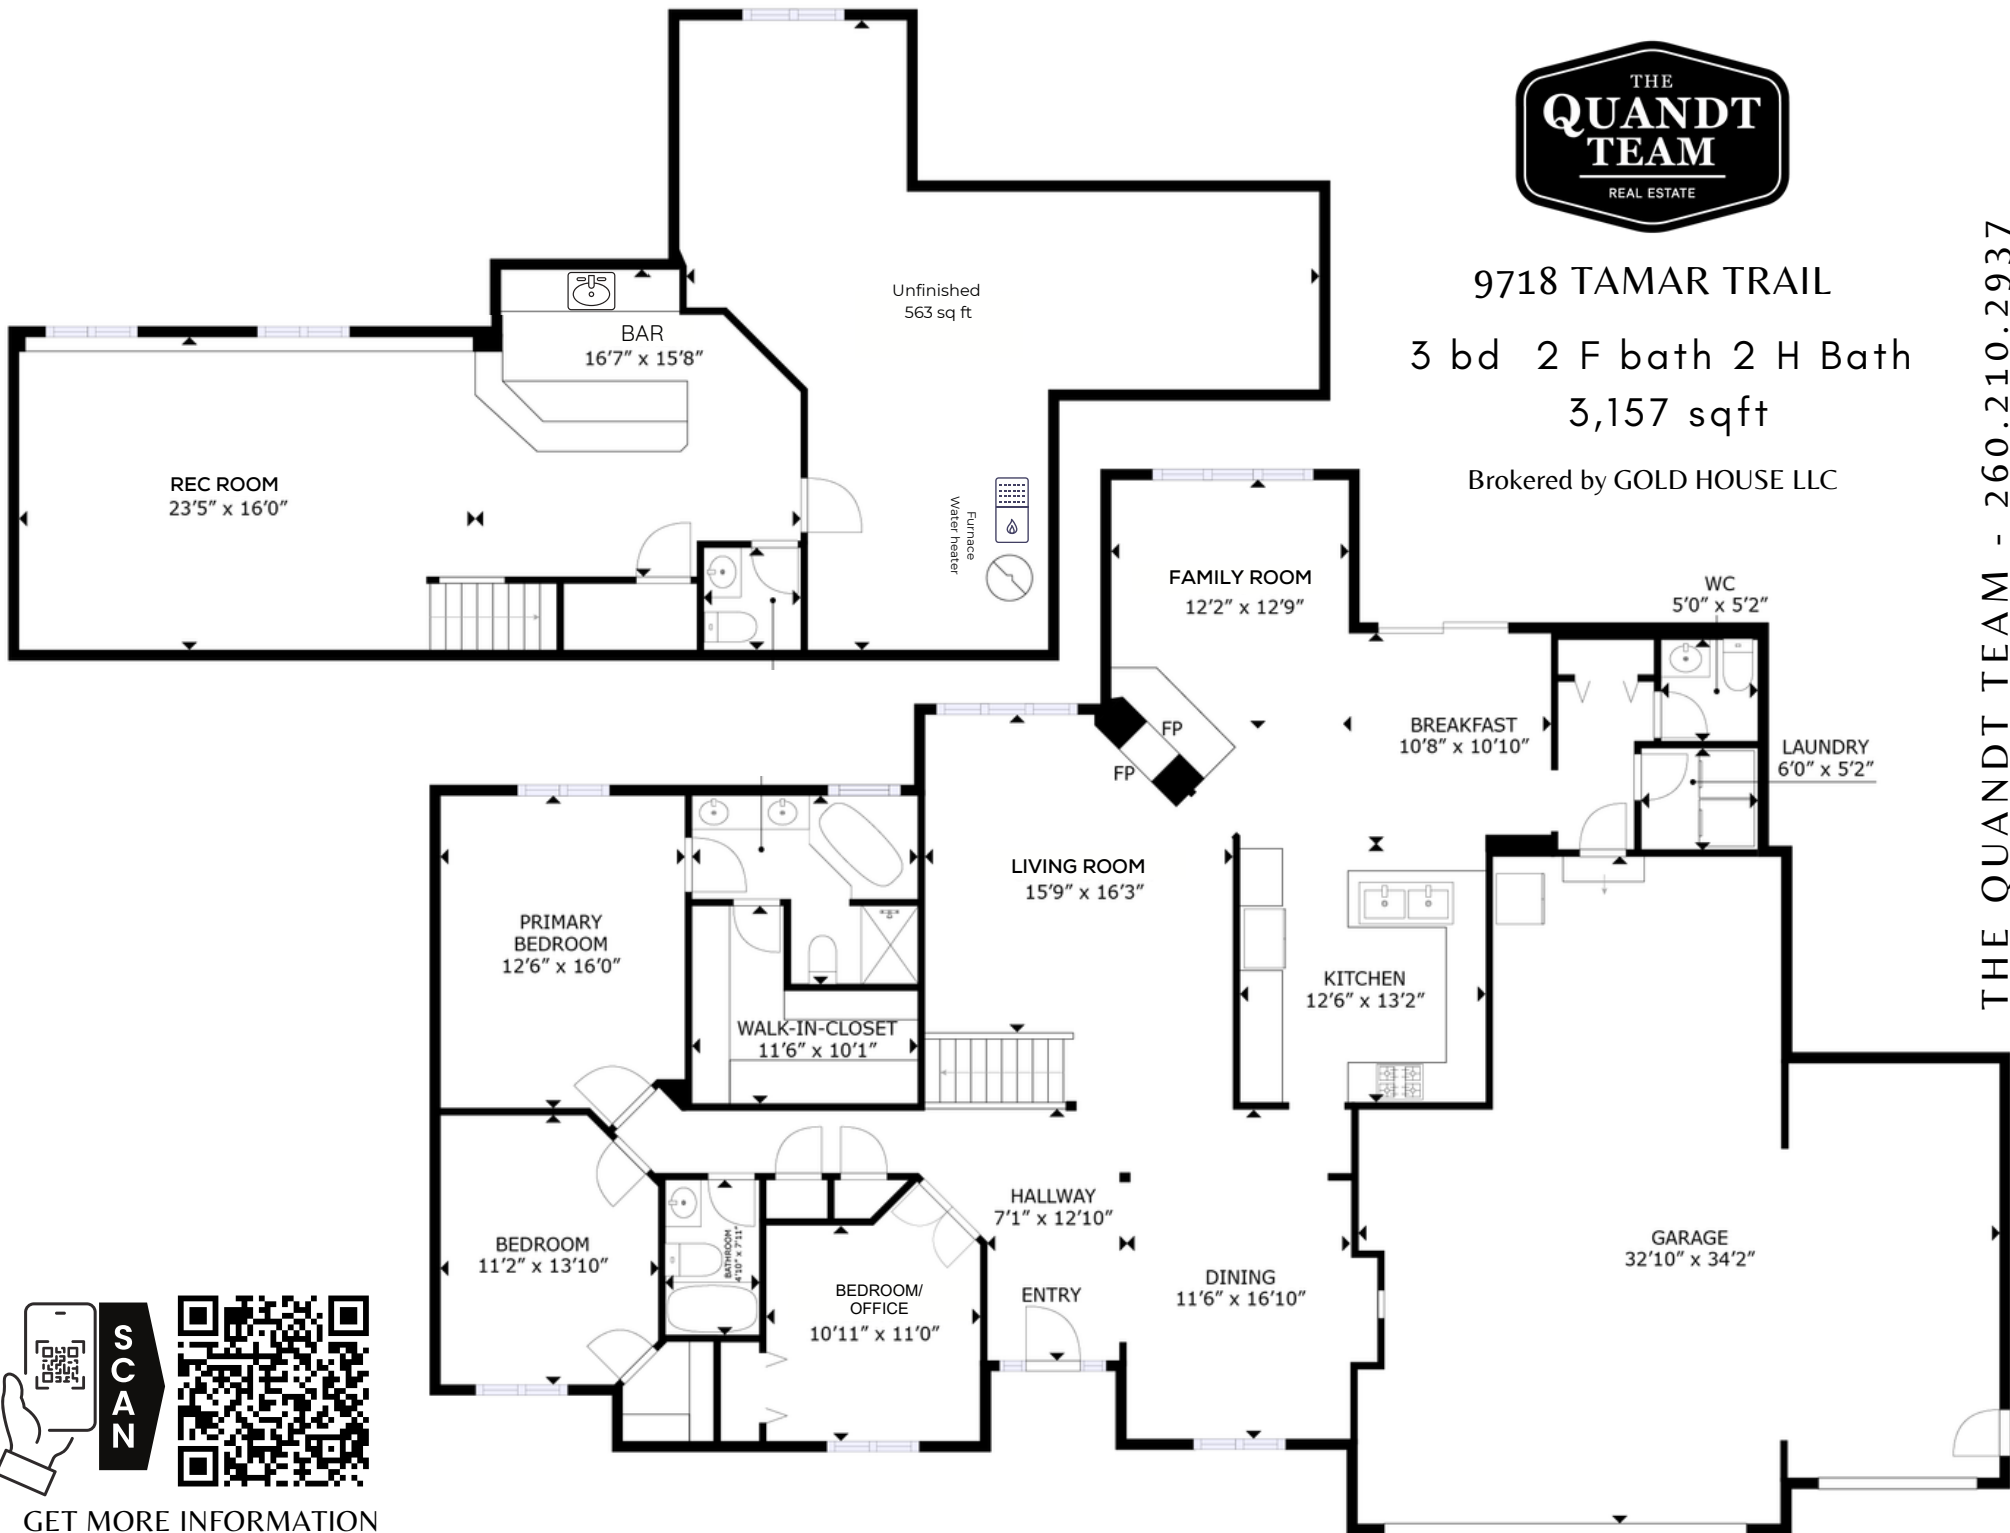 THE
QUANDT
TEAM
REAL ESTATE
9718 TAMAR TRAIL
3 bd 2 F bath 2 H Bath
3,157 sqft
Brokered by GOLD HOUSE LLC
THE QUANDT TEAM - 260.210.2937
Unfinished
563 sq ft
BAR
16'7" x 15'8"
REC ROOM
23'5" x 16'0"
Furnace
Water heater
FAMILY ROOM
12'2" x 12'9"
WC
5'0" x 5'2"
FP
FP
BREAKFAST
10'8" x 10'10"
LAUNDRY
6'0" x 5'2"
LIVING ROOM
15'9" x 16'3"
PRIMARY
BEDROOM
12'6" x 16'0"
KITCHEN
12'6" x 13'2"
WALK-IN-CLOSET
11'6" x 10'1"
HALLWAY
7'1" x 12'10"
BEDROOM
11'2" x 13'10"
BATHROOM
4'10" x 7'11"
BEDROOM/
OFFICE
10'11" x 11'0"
ENTRY
DINING
11'6" x 16'10"
GARAGE
32'10" x 34'2"
SCAN
GET MORE INFORMATION